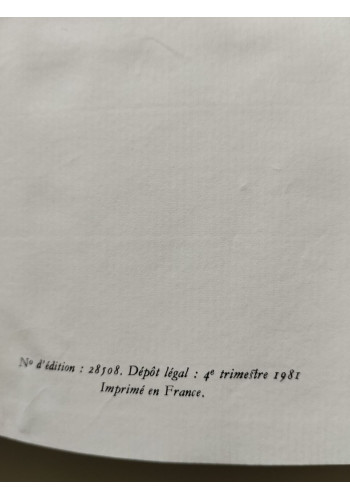 Nº d'édition : 28508. Dépôt légal : 4e trimestre 1981
Imprimé en France.